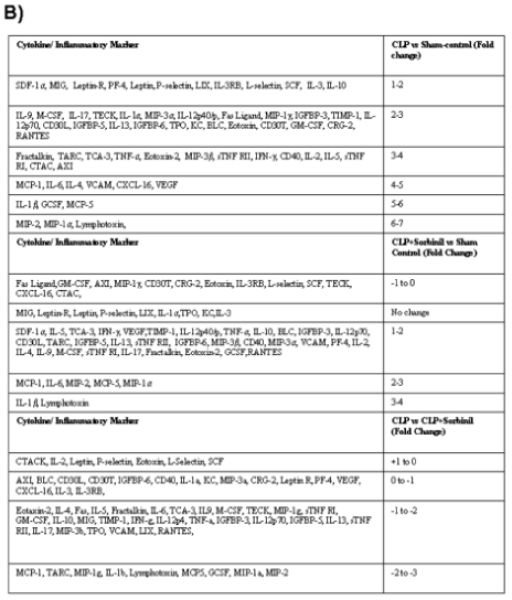 B)
Cytokine/ Inflammatory Marker
CLP vs Sham-control (Fold
change)
SDF-1α, MIG, Leptin-R, PF-4, Leptin, P-selectin, LIX, IL-3RB, L-selectin, SCF, IL-3, IL-10
1-2
IL-9, M-CSF, IL-17, TECK, IL-1α, MIP-3α, IL-12p40/p, Fas Ligand, MIP-1γ, IGFBP-3, TIMP-1, IL-
12p70, CD30L, IGFBP-5, IL-13, IGFBP-6, TPO, KC, BLC, Eotoxin, CD30T, GM-CSF, CRG-2,
RANTES
2-3
Fractalkin, TARC, TCA-3, TNF-α, Eotoxin-2, MIP-3β, sTNF RII, IFN-γ, CD40, IL-2, IL-5, sTNF
RI, CTAC, AXI
3-4
MCP-1, IL-6, IL-4, VCAM, CXCL-16, VEGF
4-5
IL-1β, GCSF, MCP-5
5-6
MIP-2, MIP-1α, Lymphotoxin,
6-7
Cytokine/ Inflammatory Marker
CLP+Sorbinil vs Sham
Control (Fold Change)
Fas Ligand,GM-CSF, AXI, MIP-1γ, CD30T, CRG-2, Eotoxin, IL-3RB, L-selectin, SCF, TECK,
CXCL-16, CTAC,
-1 to 0
MIG, Leptin-R, Leptin, P-selectin, LIX, IL-1α,TPO, KC,IL-3
No change
SDF-1α, IL-5, TCA-3, IFN-γ, VEGF,TIMP-1, IL-12p40/p, TNF-α, IL-10, BLC, IGFBP-3, IL-12p70,
CD30L, TARC, IGFBP-5, IL-13, sTNF RII, IGFBP-6, MIP-3β, CD40, MIP-3α, VCAM, PF-4, IL-2,
IL-4, IL-9, M-CSF, sTNF RI, IL-17, Fractalkin, Eotoxin-2, GCSF,RANTES
1-2
MCP-1, IL-6, MIP-2, MCP-5, MIP-1α
2-3
IL-1β, Lymphotoxin
3-4
Cytokine/ Inflammatory Marker
CLP vs CLP+Sorbinil
(Fold Change)
CTACK, IL-2, Leptin, P-selectin, Eotoxin, L-Selectin, SCF
+1 to 0
AXI, BLC, CD30L, CD30T, IGFBP-6, CD40, IL-1a, KC, MIP-3a, CRG-2, Leptin R, PF-4, VEGF,
CXCL-16, IL-3, IL-3RB,
0 to -1
Eotaxin-2, IL-4, Fas, IL-5, Fractalkin, IL-6, TCA-3, IL9, M-CSF, TECK, MIP-1g, sTNF RI,
GM-CSF, IL-10, MIG, TIMP-1, IFN-g, IL-12p4, TNF-a, IGFBP-3, IL-12p70, IGFBP-5, IL-13, sTNF
RII, IL-17, MIP-3b, TPO, VCAM, LIX, RANTES,
-1 to -2
MCP-1, TARC, MIP-1g, IL-1b, Lymphotoxin, MCP5, GCSF, MIP-1a, MIP-2
-2 to -3